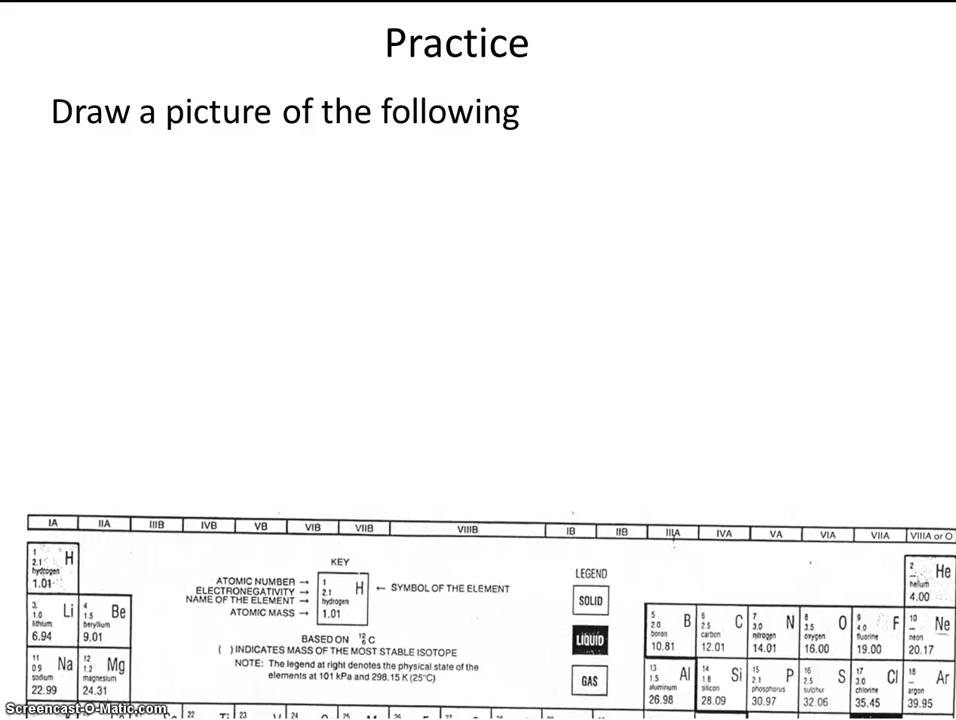 Practice
Draw a picture of the following
IA IIA IIIB IVB VB VIB VIIB VIIIB IB IIB IIIA IVA VA VIA VIIA VIIIA or O
1 H
2.1
hydrogen
1.01
KEY
ATOMIC NUMBER →
ELECTRONEGATIVITY →
NAME OF THE ELEMENT →
ATOMIC MASS →
1 H
2.1
hydrogen
1.01
← SYMBOL OF THE ELEMENT
BASED ON ¹²₆C
( ) INDICATES MASS OF THE MOST STABLE ISOTOPE
NOTE: The legend at right denotes the physical state of the
elements at 101 kPa and 298.15 K (25°C)
LEGEND
SOLID
LIQUID
GAS
2 He
—
helium
4.00
3 Li
1.0
lithium
6.94
4 Be
1.5
beryllium
9.01
5 B
2.0
boron
10.81
6 C
2.5
carbon
12.01
7 N
3.0
nitrogen
14.01
8 O
3.5
oxygen
16.00
9 F
4.0
fluorine
19.00
10 Ne
—
neon
20.17
11 Na
0.9
sodium
22.99
12 Mg
1.2
magnesium
24.31
13 Al
1.5
aluminum
26.98
14 Si
1.8
silicon
28.09
15 P
2.1
phosphorus
30.97
16 S
2.5
sulphur
32.06
17 Cl
3.0
chlorine
35.45
18 Ar
—
argon
39.95
22 23 24 25 26 27
Screencast-O-Matic.com